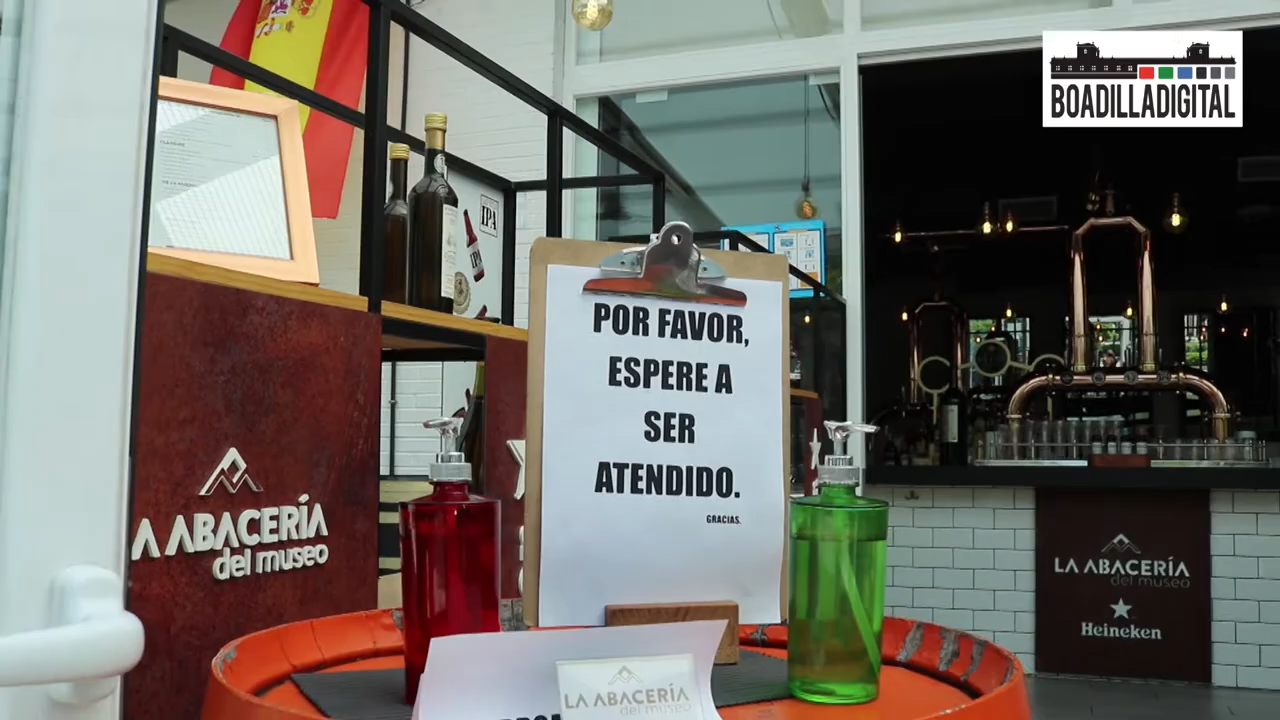 BOADILLADIGITAL
IPA
IPA
POR FAVOR,
ESPERE A
SER
ATENDIDO.
GRACIAS.
A ABACERÍA
del museo
LA ABACERÍA
del museo
Heineken
LA ABACERÍA
del museo